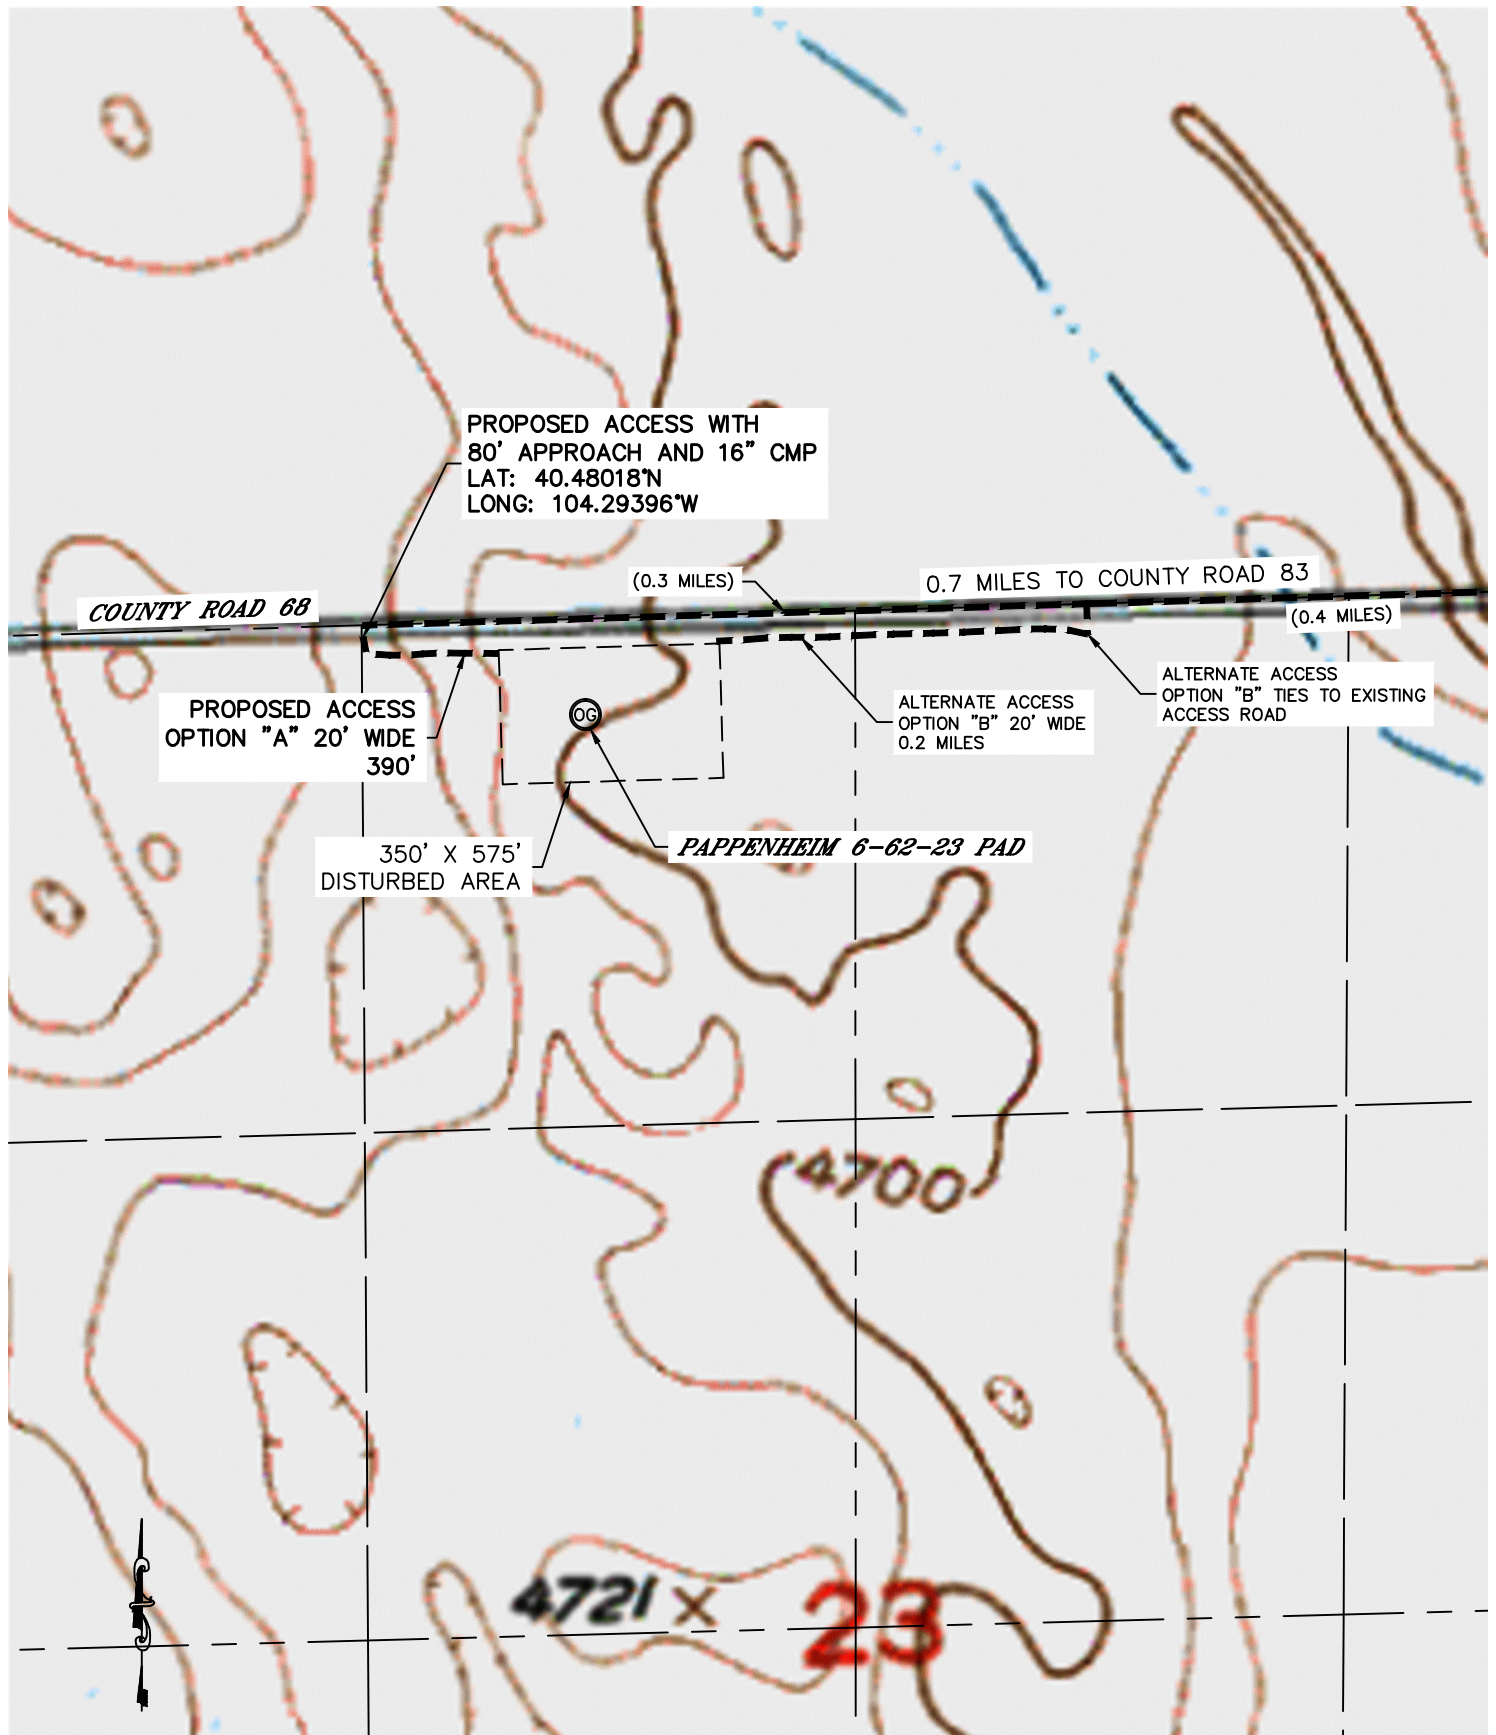 PROPOSED ACCESS WITH
80' APPROACH AND 16" CMP
LAT: 40.48018°N
LONG: 104.29396°W
(0.3 MILES)
0.7 MILES TO COUNTY ROAD 83
COUNTY ROAD 68
(0.4 MILES)
PROPOSED ACCESS
OPTION "A" 20' WIDE
390'
OG
ALTERNATE ACCESS
OPTION "B" 20' WIDE
0.2 MILES
ALTERNATE ACCESS
OPTION "B" TIES TO EXISTING
ACCESS ROAD
350' X 575'
DISTURBED AREA
PAPPENHEIM 6-62-23 PAD
4700
4721
23